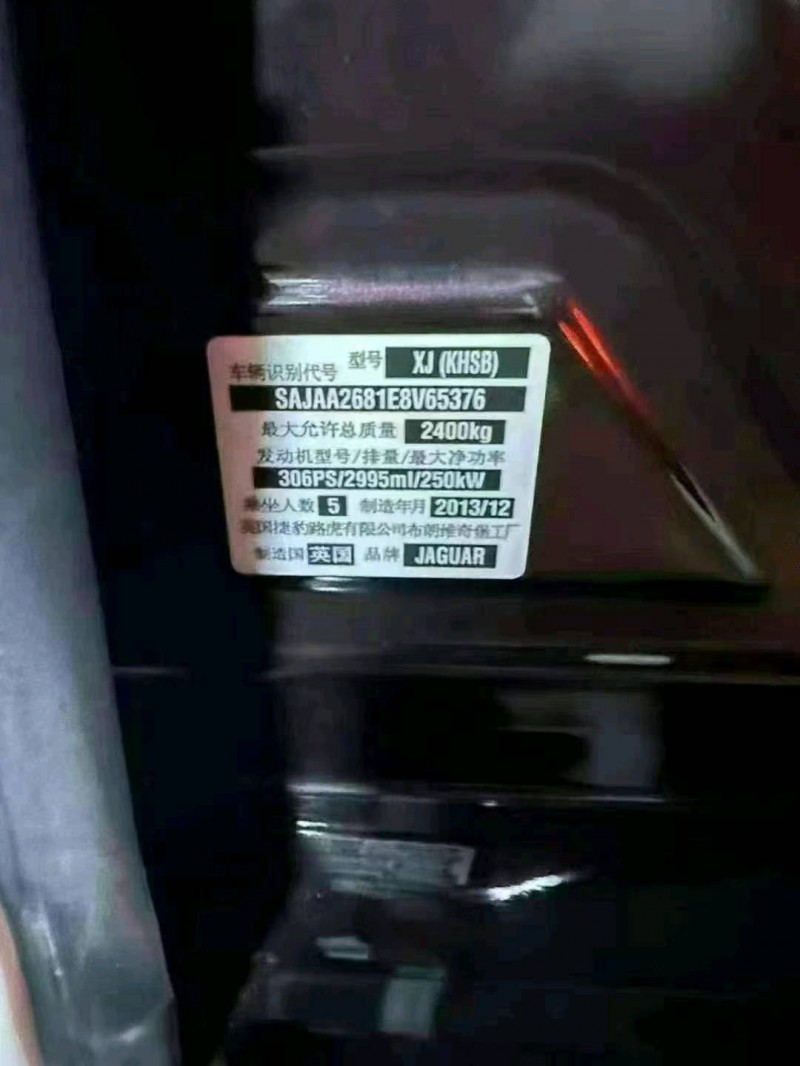 型号 XJ (KHSB)
车辆识别代号
SAJAA2681E8V65376
最大允许总质量 2400kg
发动机型号/排量/最大净功率
306PS/2995ml/250kW
乘坐人数 5 制造年月 2013/12
英国捷豹路虎有限公司布朗维奇堡工厂
制造国 英国 品牌 JAGUAR